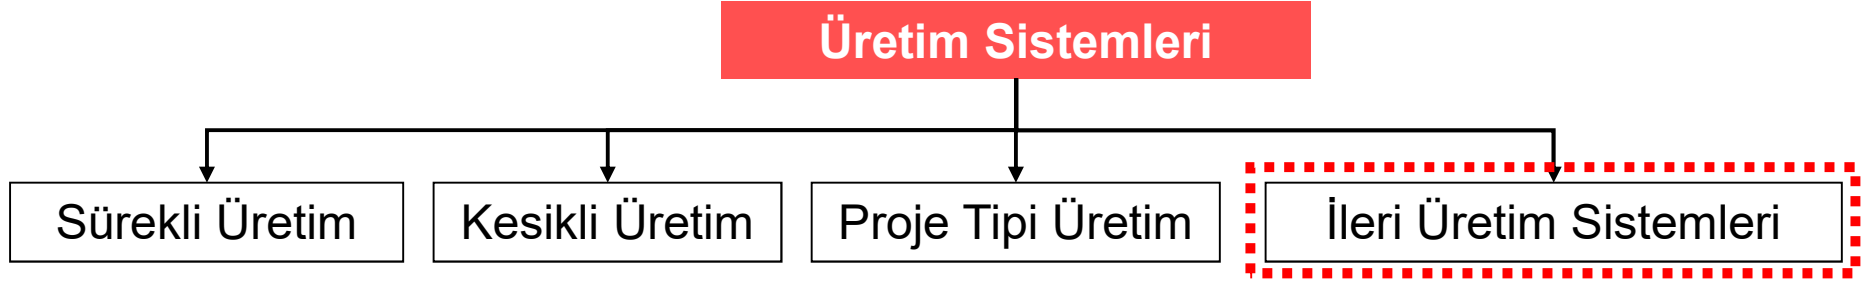 Üretim Sistemleri
Sürekli Üretim
Kesikli Üretim
Proje Tipi Üretim
İleri Üretim Sistemleri